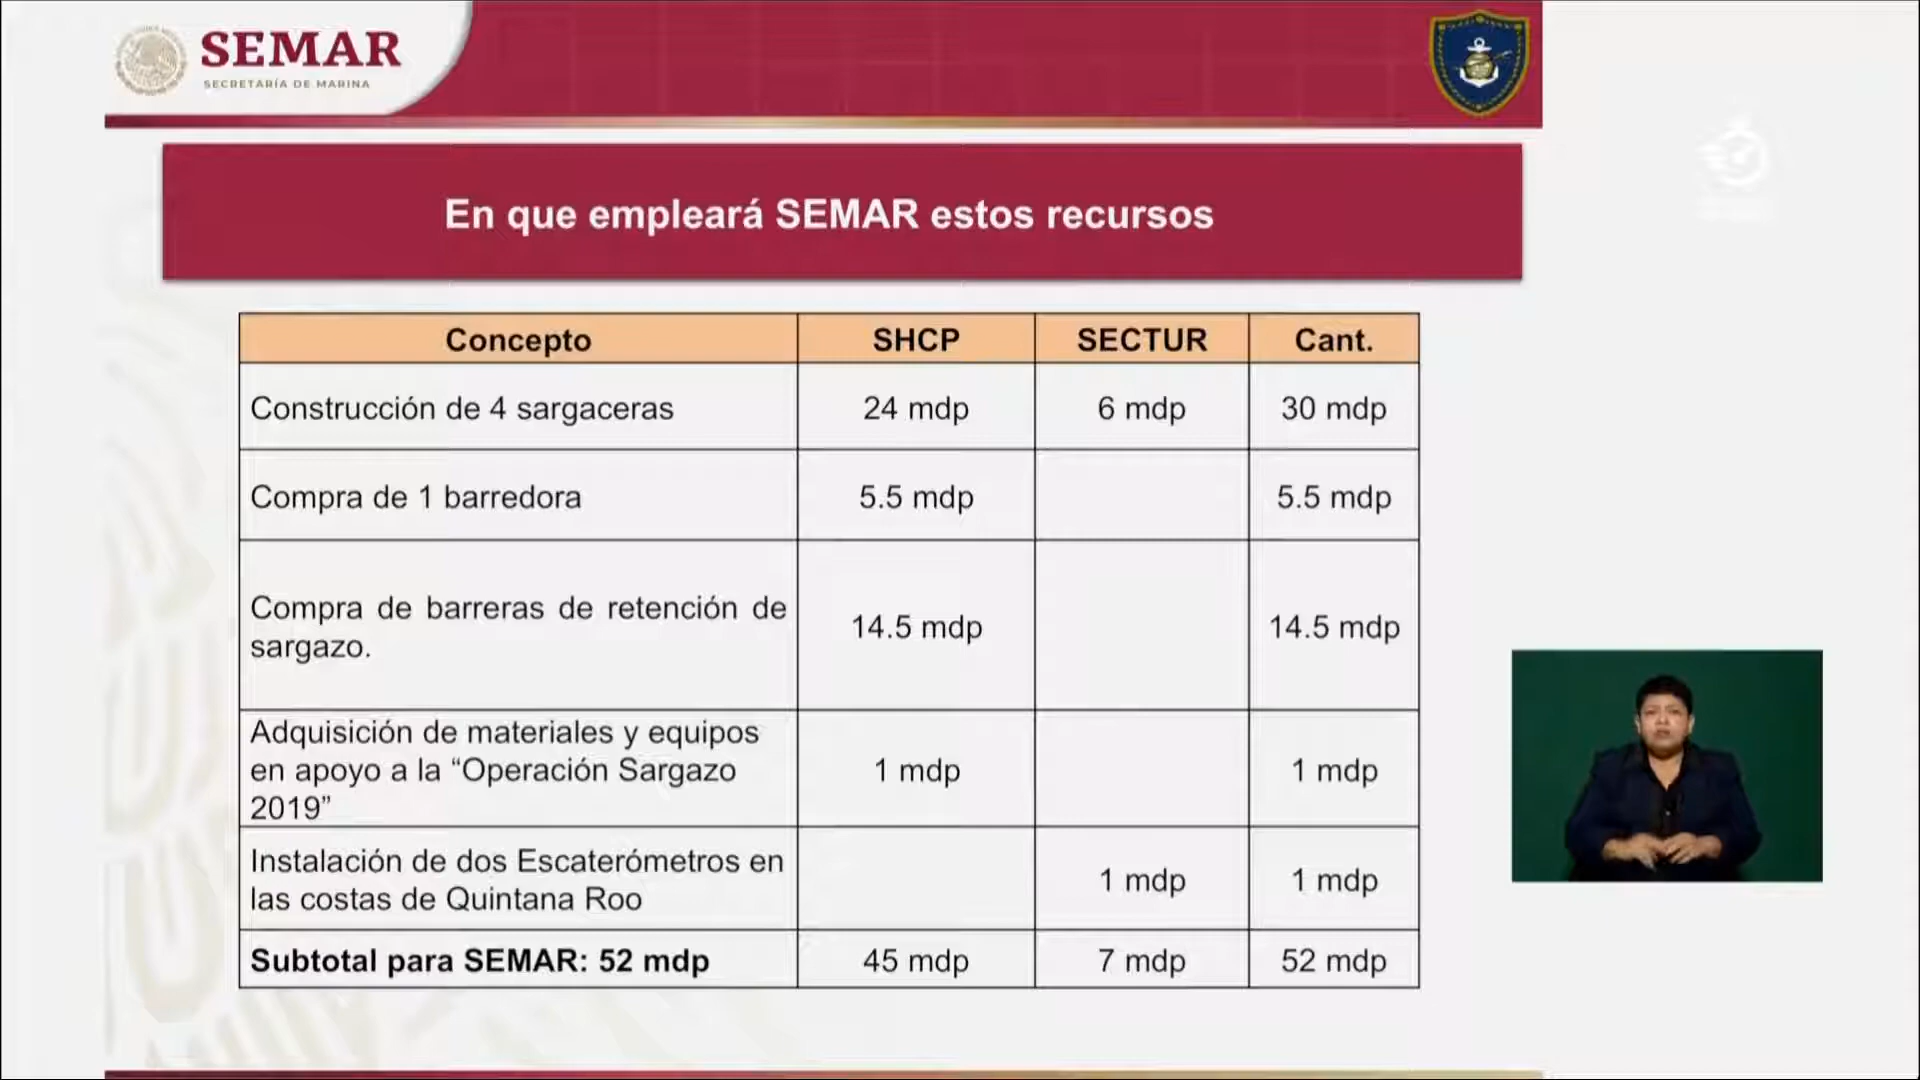 SEMAR
SECRETARÍA DE MARINA
En que empleará SEMAR estos recursos
Concepto SHCP SECTUR Cant.
Construcción de 4 sargaceras 24 mdp 6 mdp 30 mdp
Compra de 1 barredora 5.5 mdp 5.5 mdp
Compra de barreras de retención de
sargazo. 14.5 mdp 14.5 mdp
Adquisición de materiales y equipos
en apoyo a la “Operación Sargazo
2019” 1 mdp 1 mdp
Instalación de dos Escaterómetros en
las costas de Quintana Roo 1 mdp 1 mdp
Subtotal para SEMAR: 52 mdp 45 mdp 7 mdp 52 mdp